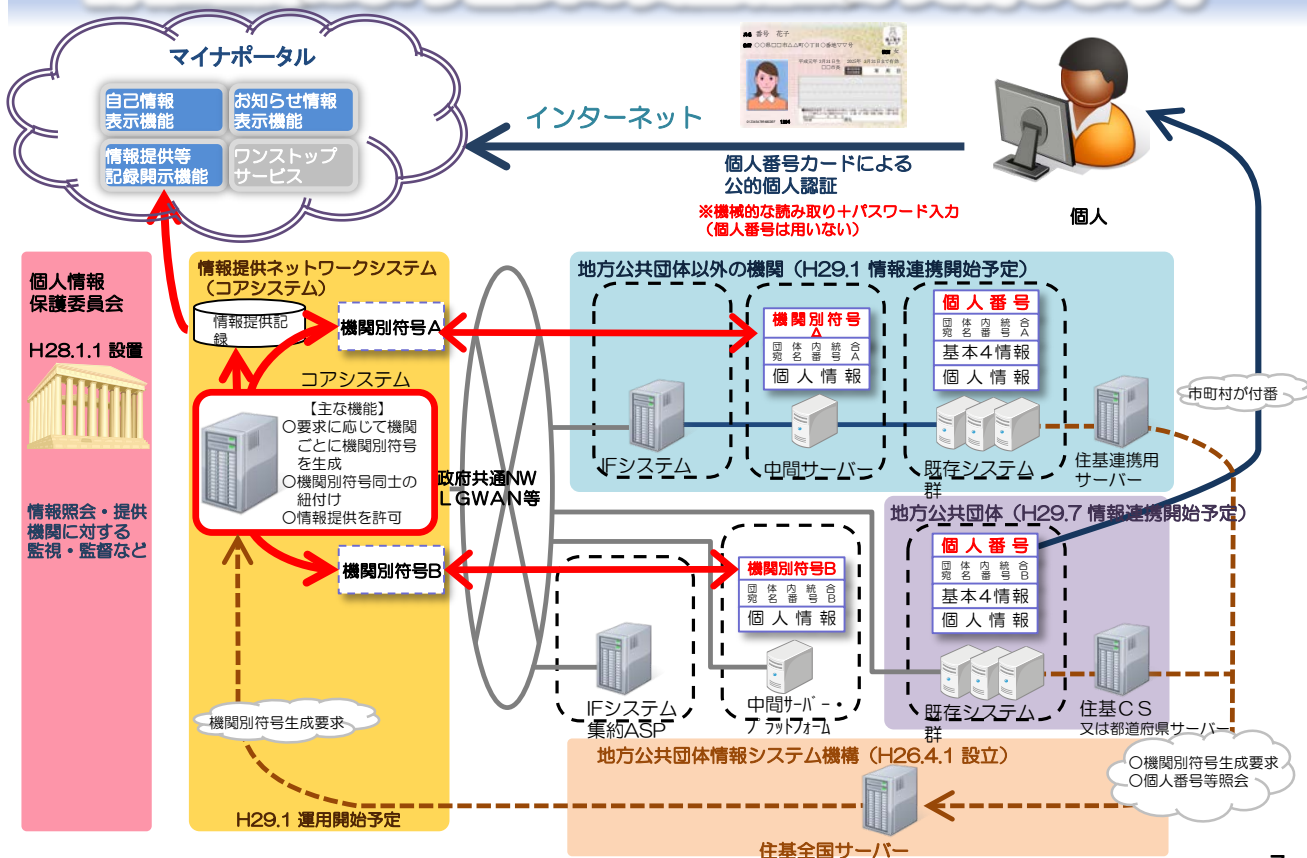 マイナポータル
自己情報
表示機能
お知らせ情報
表示機能
情報提供等
記録開示機能
ワンストップ
サービス
インターネット
番号 花子
個人番号カードによる
公的個人認証
※機械的な読み取り+パスワード入力
(個人番号は用いない)
個人
個人情報
保護委員会
H28.1.1 設置
情報照会・提供
機関に対する
監視・監督など
情報提供ネットワークシステム
(コアシステム)
情報提供記
録
機関別符号A
コアシステム
【主な機能】
○要求に応じて機関
ごとに機関別符号
を生成
○機関別符号同士の
紐付け
○情報提供を許可
機関別符号B
機関別符号生成要求
H29.1 運用開始予定
政府共通NW
LGWAN等
地方公共団体以外の機関(H29.1 情報連携開始予定)
IFシステム
機関別符号
A
団体内統合
宛名番号A
個人情報
中間サーバー
個人番号
団体内統合
宛名番号A
基本4情報
個人情報
既存システム
群
住基連携用
サーバー
市町村が付番
地方公共団体(H29.7 情報連携開始予定)
IFシステム
集約ASP
機関別符号B
団体内統合
宛名番号B
個人情報
中間サーバー・
プラットフォーム
個人番号
団体内統合
宛名番号B
基本4情報
個人情報
既存システム
群
住基CS
又は都道府県サーバー
○機関別符号生成要求
○個人番号等照会
地方公共団体情報システム機構(H26.4.1 設立)
住基全国サーバー